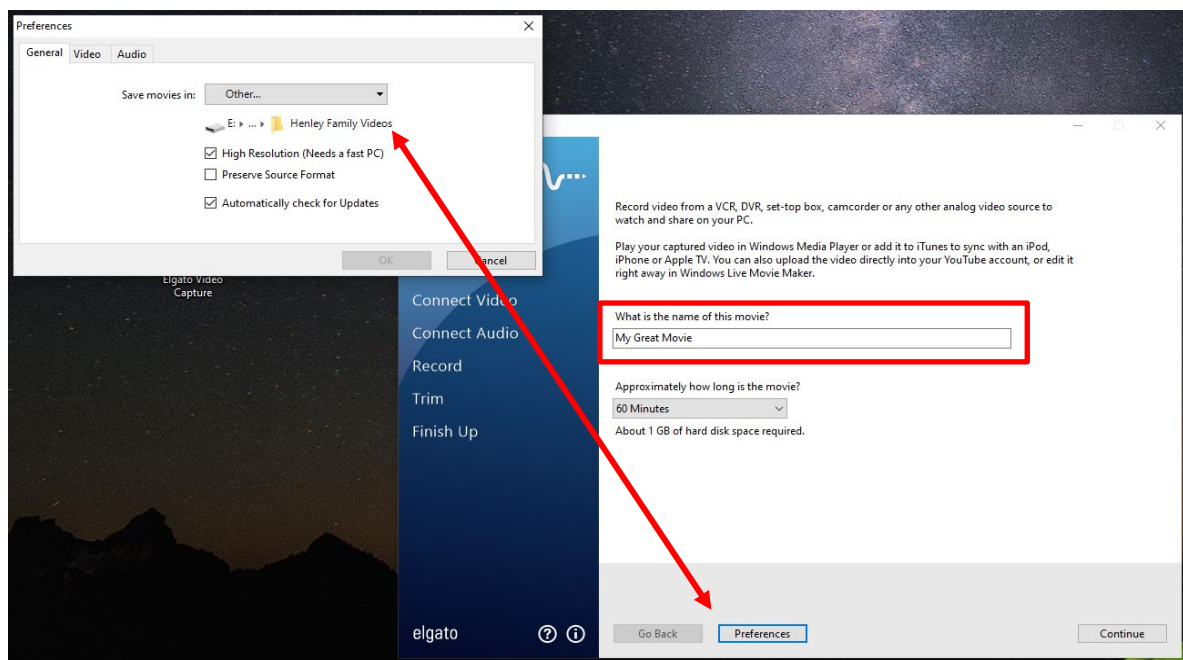 Preferences
General Video Audio
Save movies in: Other...
E: ... Henley Family Videos
High Resolution (Needs a fast PC)
Preserve Source Format
Automatically check for Updates
OK Cancel
Elgato Video
Capture
Connect Video
Connect Audio
Record
Trim
Finish Up
elgato
Record video from a VCR, DVR, set-top box, camcorder or any other analog video source to
watch and share on your PC.
Play your captured video in Windows Media Player or add it to iTunes to sync with an iPod,
iPhone or Apple TV. You can also upload the video directly into your YouTube account, or edit it
right away in Windows Live Movie Maker.
What is the name of this movie?
My Great Movie
Approximately how long is the movie?
60 Minutes
About 1 GB of hard disk space required.
Go Back Preferences Continue